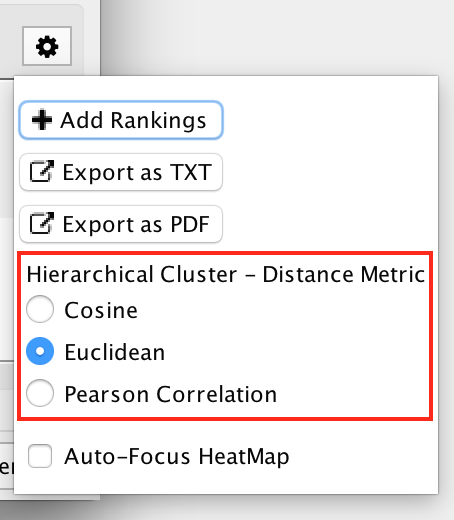 Add Rankings
Export as TXT
Export as PDF
Hierarchical Cluster – Distance Metric
Cosine
Euclidean
Pearson Correlation
Auto–Focus HeatMap